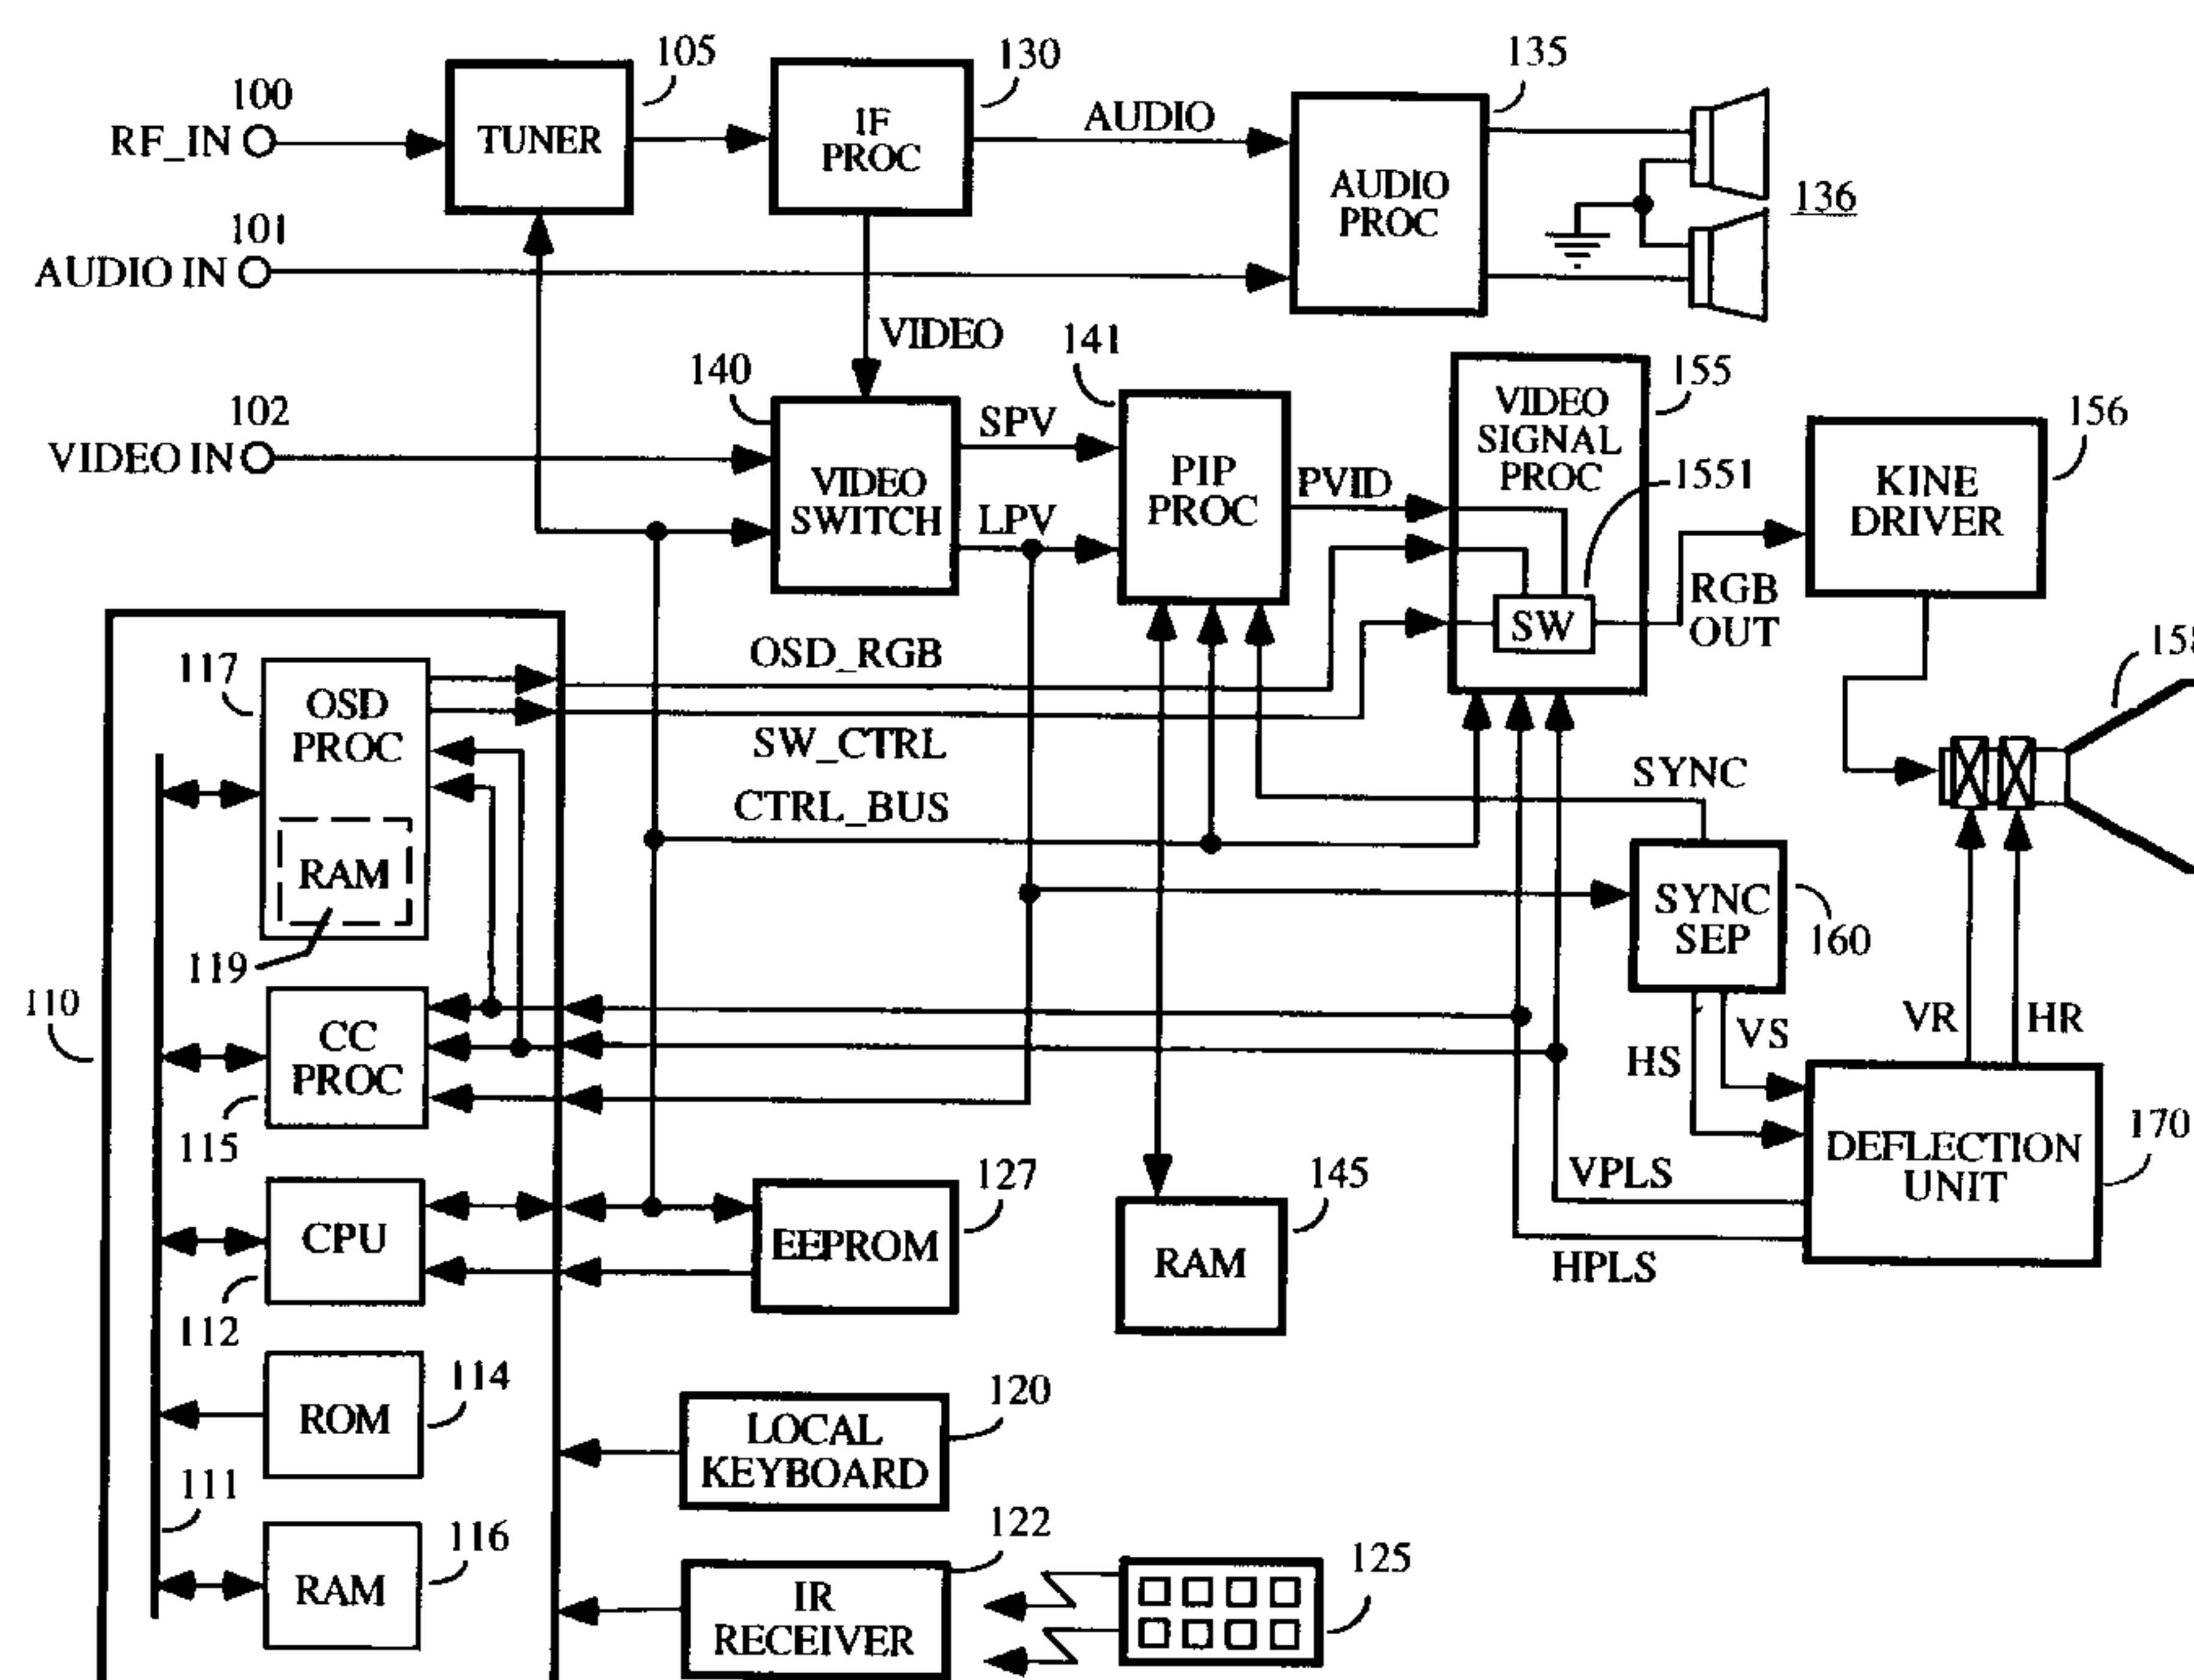 105
130
135
100
RF_IN
TUNER
IF
PROC
AUDIO
AUDIO
PROC
136
101
AUDIO IN
VIDEO
140
141
155
102
VIDEO IN
VIDEO
SWITCH
SPV
LPV
PIP
PROC
PVID
VIDEO
SIGNAL
PROC
1551
SW
RGB
OUT
156
KINE
DRIVER
158
117
OSD
PROC
RAM
119
OSD_RGB
SW_CTRL
CTRL_BUS
SYNC
SYNC
SEP
160
110
CC
PROC
115
HS
VS
VR
HR
170
DEFLECTION
UNIT
VPLS
HPLS
CPU
112
127
EEPROM
145
RAM
114
ROM
120
LOCAL
KEYBOARD
111
116
RAM
122
IR
RECEIVER
125